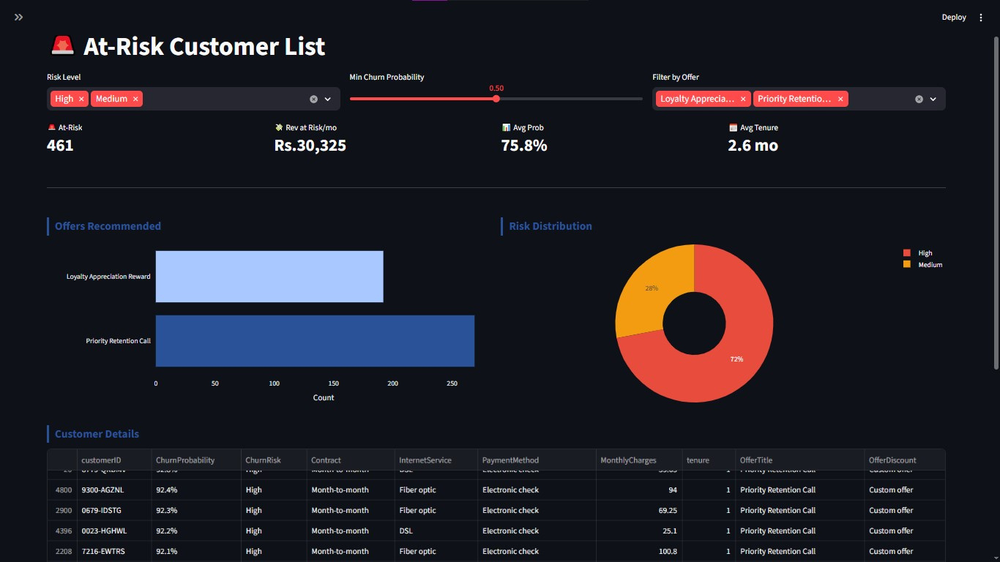 Deploy
At-Risk Customer List
Risk Level
High × Medium ×
Min Churn Probability
0.50
Filter by Offer
Loyalty Apprecia... × Priority Retentio... ×
At-Risk
461
Rev at Risk/mo
Rs.30,325
Avg Prob
75.8%
Avg Tenure
2.6 mo
Offers Recommended
Loyalty Appreciation Reward
Priority Retention Call
0 50 100 150 200 250
Count
Risk Distribution
High
Medium
28%
72%
Customer Details
customerID ChurnProbability ChurnRisk Contract InternetService PaymentMethod MonthlyCharges tenure OfferTitle OfferDiscount
High Month-to-month DSL Electronic check 1 Priority Retention Call Custom offer
4800 9300-AGZNL 92.4% High Month-to-month Fiber optic Electronic check 94 1 Priority Retention Call Custom offer
2900 0679-IDSTG 92.3% High Month-to-month Fiber optic Electronic check 69.25 1 Priority Retention Call Custom offer
4396 0023-HGHWL 92.2% High Month-to-month DSL Electronic check 25.1 1 Priority Retention Call Custom offer
2208 7216-EWTRS 92.1% High Month-to-month Fiber optic Electronic check 100.8 1 Priority Retention Call Custom offer